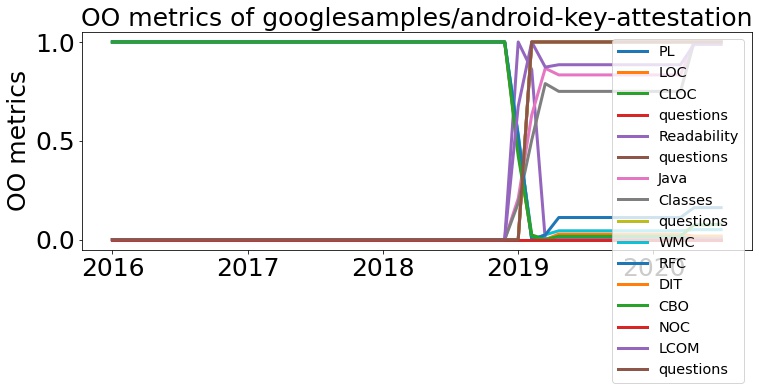 OO metrics of googlesamples/android-key-attestation
OO metrics
1.0
0.5
0.0
2016
2017
2018
2019
2020
PL
LOC
CLOC
questions
Readability
questions
Java
Classes
questions
WMC
RFC
DIT
CBO
NOC
LCOM
questions